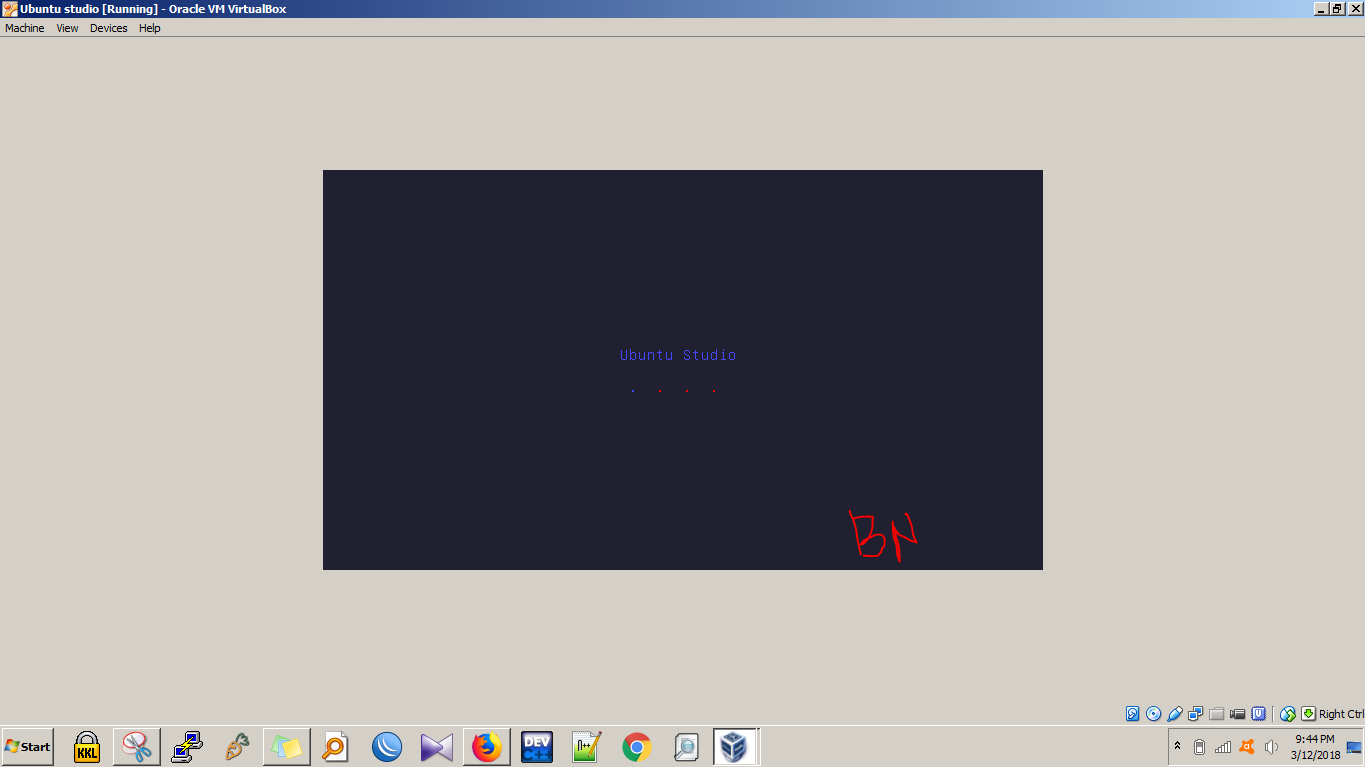 Ubuntu studio [Running] - Oracle VM VirtualBox
Machine View Devices Help
Ubuntu Studio
. . . .
BN
Right Ctrl
Start KKL DEV C++ 9:44 PM
3/12/2018